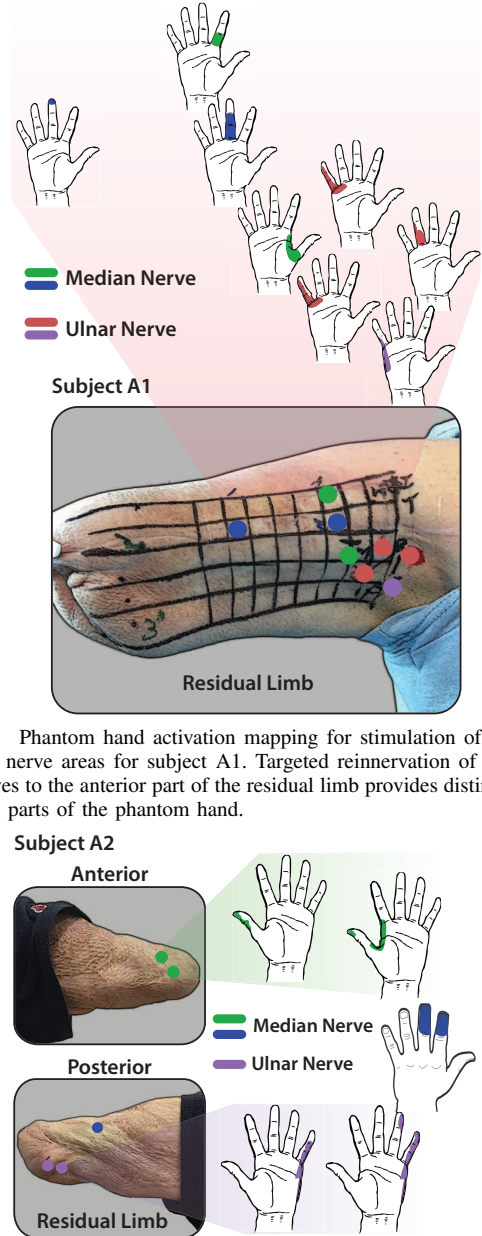 Median Nerve
Ulnar Nerve
Subject A1
3
Residual Limb
Phantom hand activation mapping for stimulation of
nerve areas for subject A1. Targeted reinnervation of
es to the anterior part of the residual limb provides distin
parts of the phantom hand.
Subject A2
Anterior
Median Nerve
Ulnar Nerve
Posterior
Residual Limb